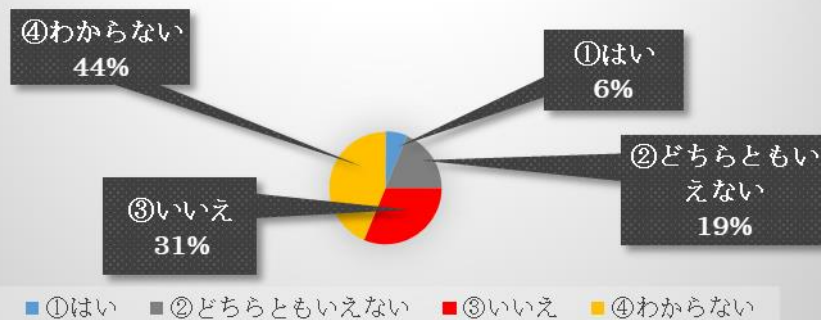 ④わからない
44%
①はい
6%
②どちらともい
えない
19%
③いいえ
31%
①はい ②どちらともいえない ③いいえ ④わからない